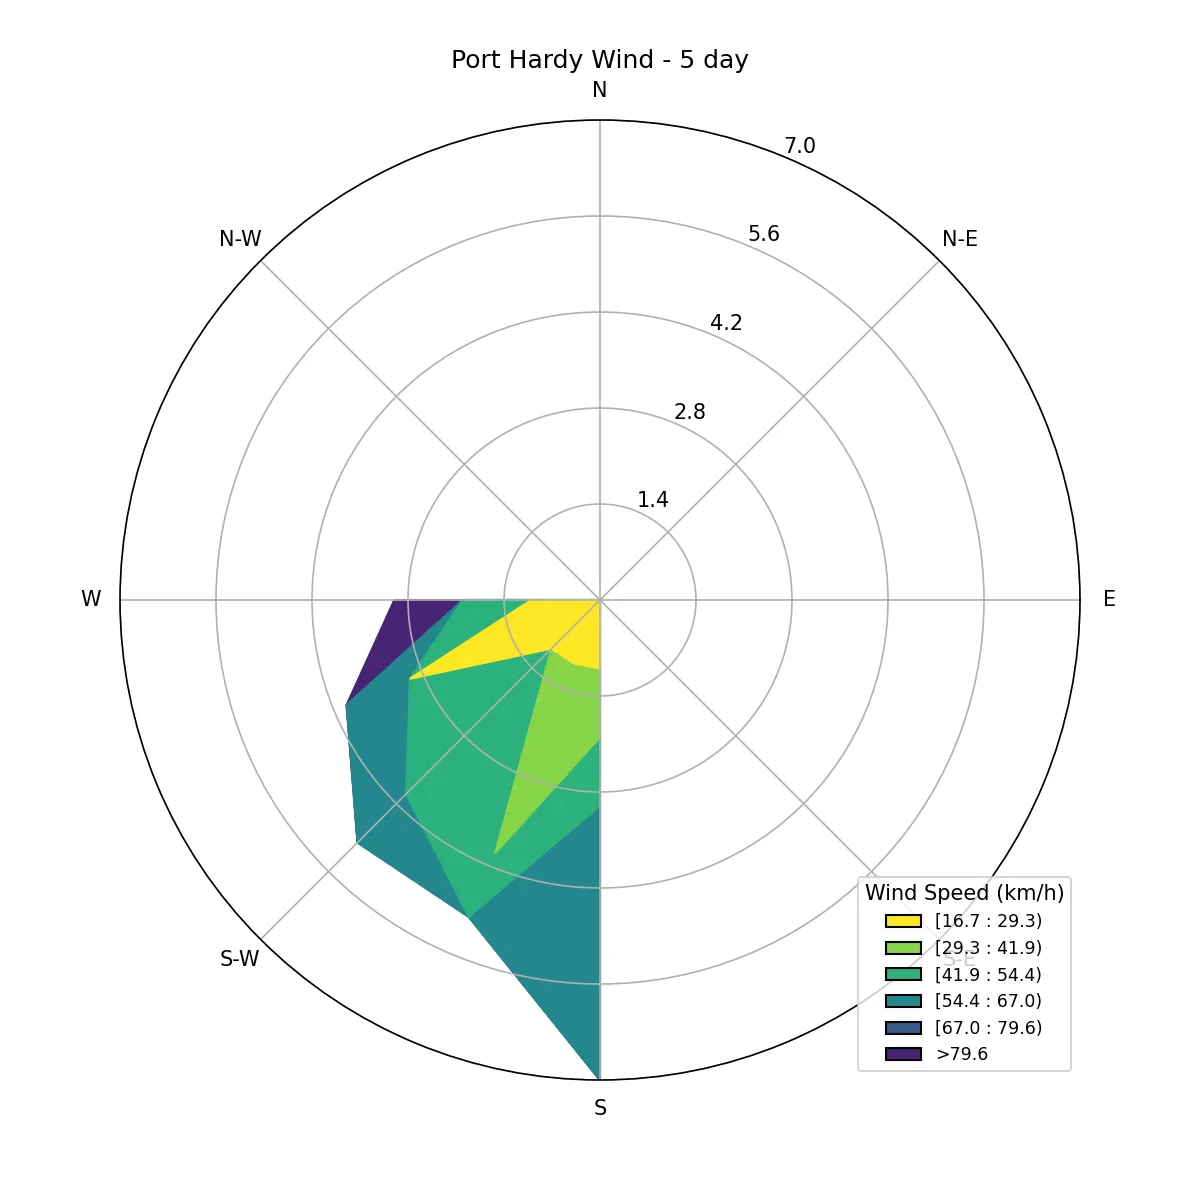 Port Hardy Wind - 5 day
N
7.0
N-W
5.6
N-E
4.2
2.8
1.4
W
E
Wind Speed (km/h)
[16.7 : 29.3)
[29.3 : 41.9)
S-W
S-E
[41.9 : 54.4)
[54.4 : 67.0)
[67.0 : 79.6)
>79.6
S